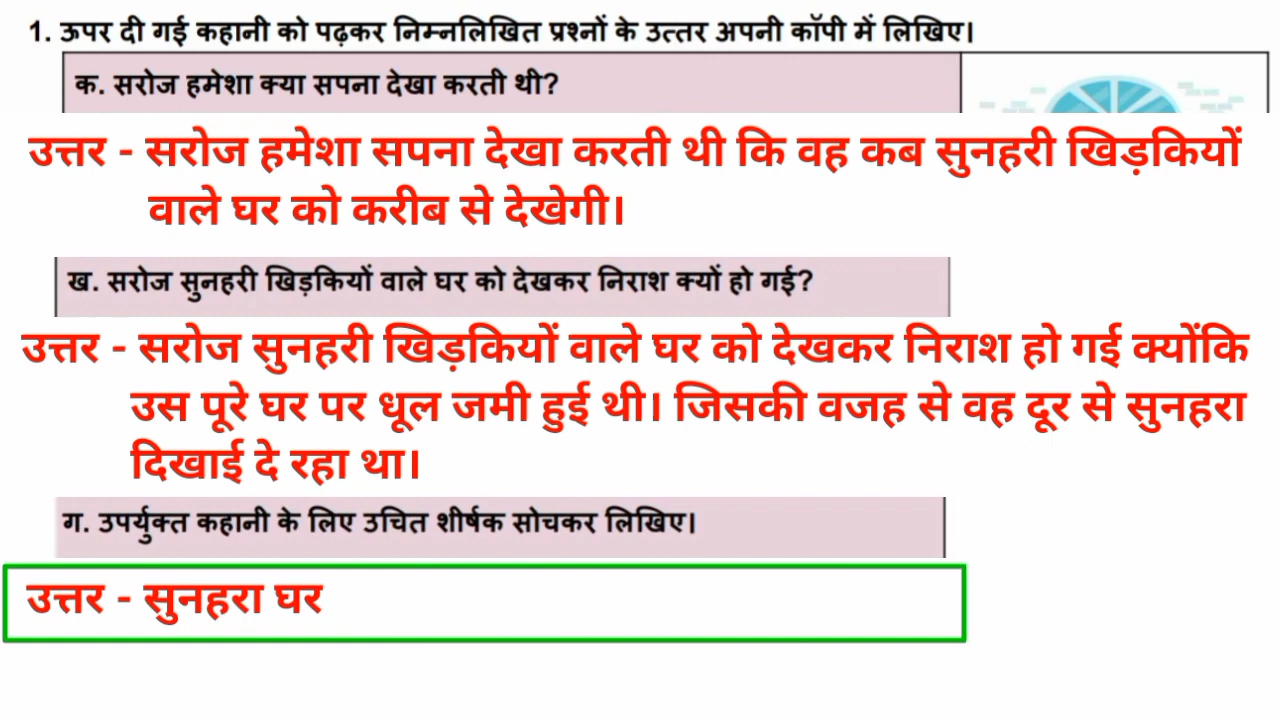 1. ऊपर दी गई कहानी को पढ़कर निम्नलिखित प्रश्नों के उत्तर अपनी कॉपी में लिखिए।
क. सरोज हमेशा क्या सपना देखा करती थी?
उत्तर - सरोज हमेशा सपना देखा करती थी कि वह कब सुनहरी खिड़कियों
वाले घर को करीब से देखेगी।
ख. सरोज सुनहरी खिड़कियों वाले घर को देखकर निराश क्यों हो गई?
उत्तर - सरोज सुनहरी खिड़कियों वाले घर को देखकर निराश हो गई क्योंकि
उस पूरे घर पर धूल जमी हुई थी। जिसकी वजह से वह दूर से सुनहरा
दिखाई दे रहा था।
ग. उपर्युक्त कहानी के लिए उचित शीर्षक सोचकर लिखिए।
उत्तर - सुनहरा घर